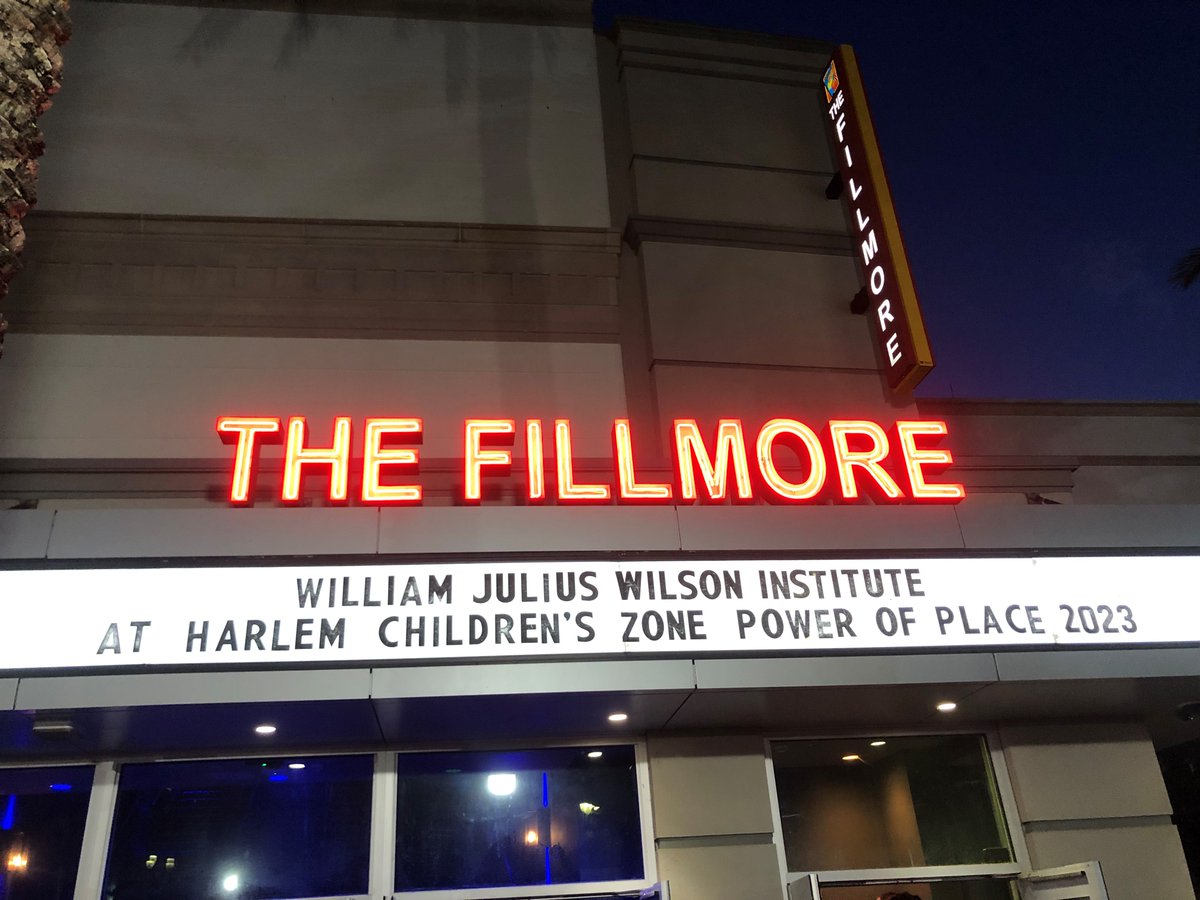 THE FILLMORE
THE FILLMORE
WILLIAM JULIUS WILSON INSTITUTE
AT HARLEM CHILDREN'S ZONE POWER OF PLACE 2023